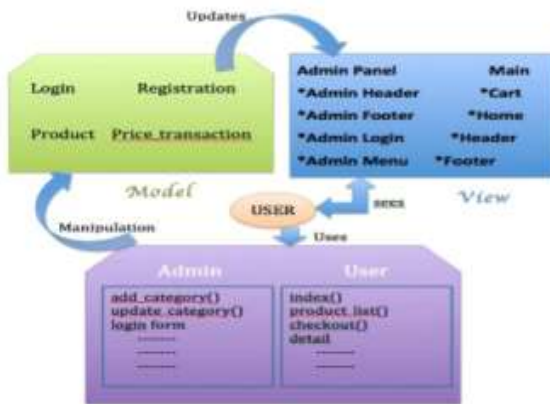 Updates
Login Registration
Product Price_transaction
Model
Admin Panel Main
*Admin Header *Cart
*Admin Footer *Home
*Admin Login *Header
*Admin Menu *Footer
View
USER
sees
Manipulation
Uses
Admin
add_category()
update_category()
login form
-------
-------
-------
User
index()
product_list()
checkout()
detail
-------
-------
-------